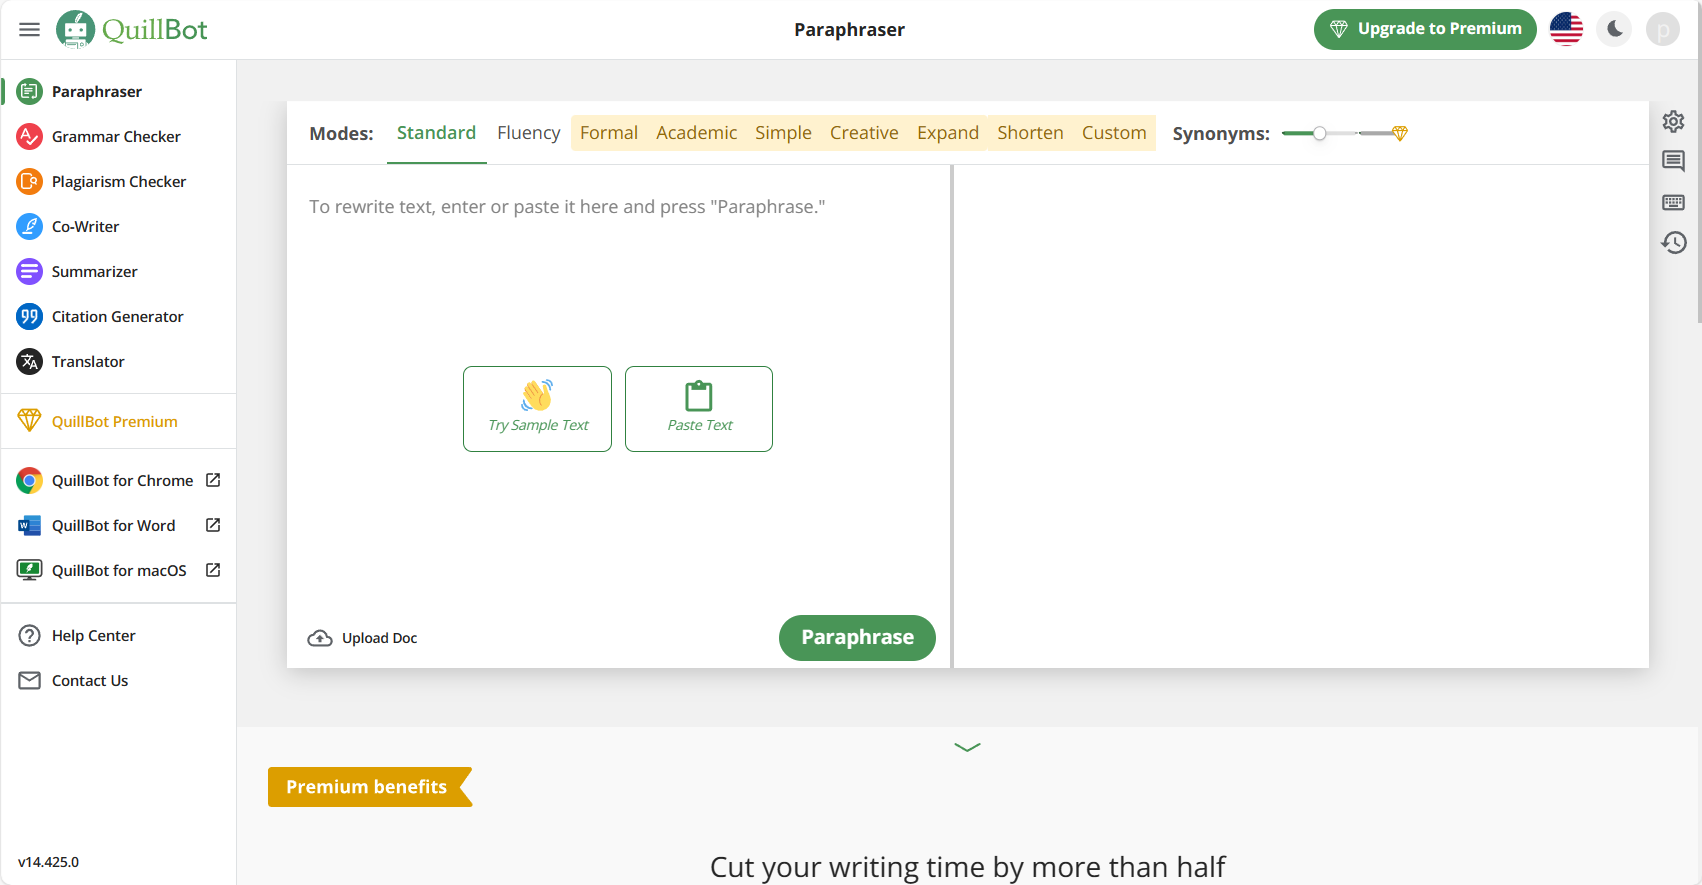 QuillBot
Paraphraser
Upgrade to Premium
p
Paraphraser
Grammar Checker
Plagiarism Checker
Co-Writer
Summarizer
Citation Generator
Translator
QuillBot Premium
QuillBot for Chrome
QuillBot for Word
QuillBot for macOS
Help Center
Contact Us
v14.425.0
Modes: Standard Fluency Formal Academic Simple Creative Expand Shorten Custom Synonyms:
To rewrite text, enter or paste it here and press "Paraphrase."
Try Sample Text
Paste Text
Upload Doc
Paraphrase
Premium benefits
Cut your writing time by more than half